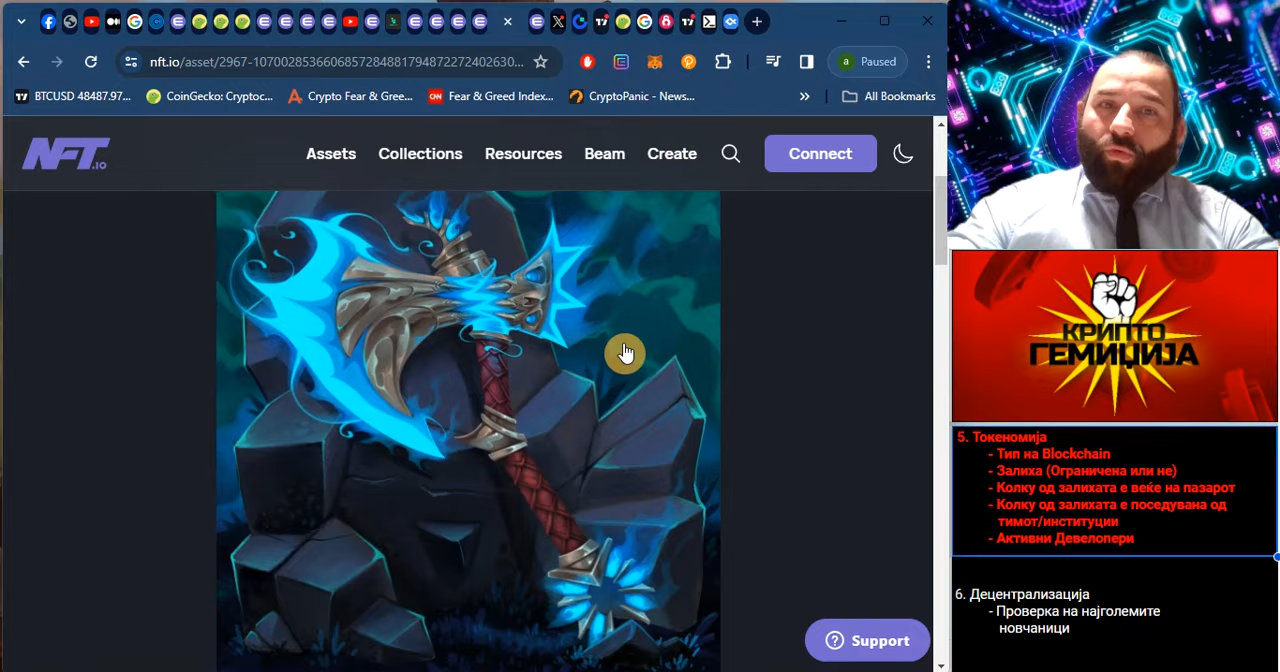 nft.io/asset/2967-1070028536606857284881794872272402630...
a Paused
BTCUSD 48487.97...
CoinGecko: Cryptoc...
Crypto Fear & Gree...
Fear & Greed Index...
CryptoPanic - News...
All Bookmarks
NFT.io
Assets
Collections
Resources
Beam
Create
Connect
Support
КРИПТО
ГЕМИЏИЈА
5. Токеномија
- Тип на Blockchain
- Залиха (Ограничена или не)
- Колку од залихата е веќе на пазарот
- Колку од залихата е поседувана од
тимот/институции
- Активни Девелопери
6. Децентрализација
- Проверка на најголемите
новчаници